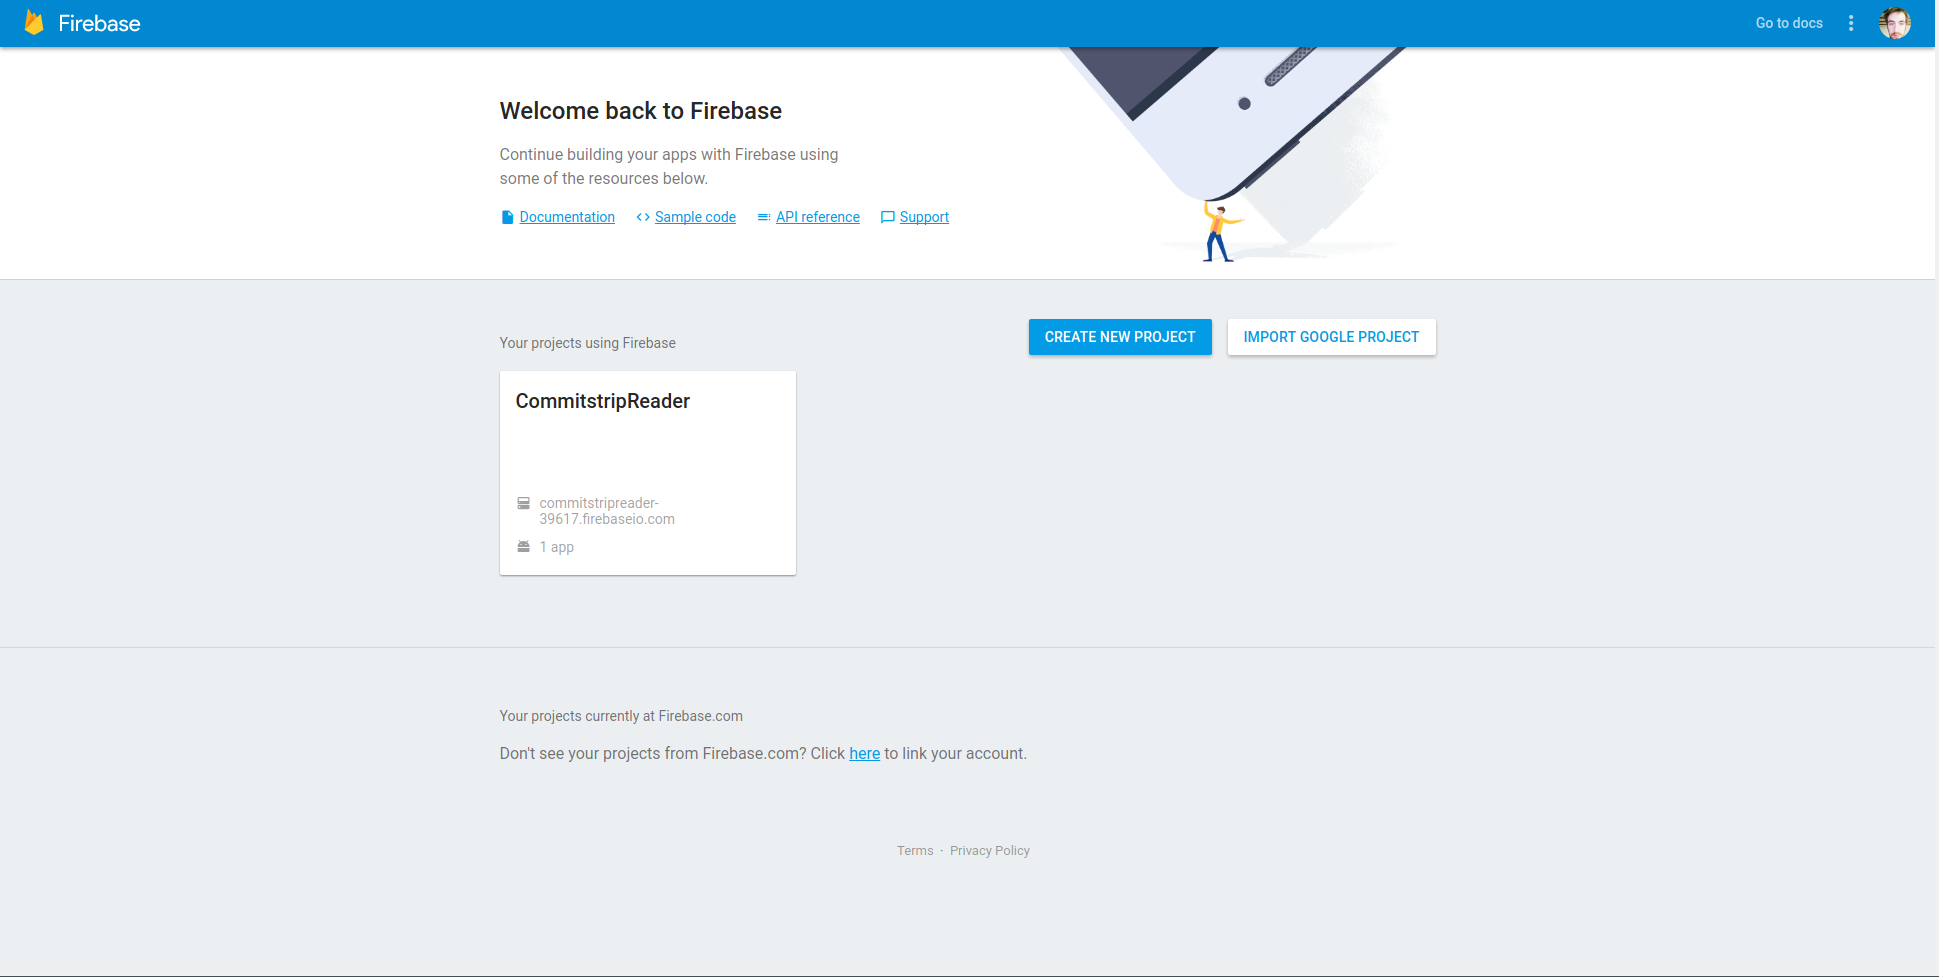 Firebase
Go to docs
Welcome back to Firebase
Continue building your apps with Firebase using
some of the resources below.
Documentation Sample code API reference Support
Your projects using Firebase
CREATE NEW PROJECT IMPORT GOOGLE PROJECT
CommitstripReader
commitstripreader-
39617.firebaseio.com
1 app
Your projects currently at Firebase.com
Don't see your projects from Firebase.com? Click here to link your account.
Terms · Privacy Policy